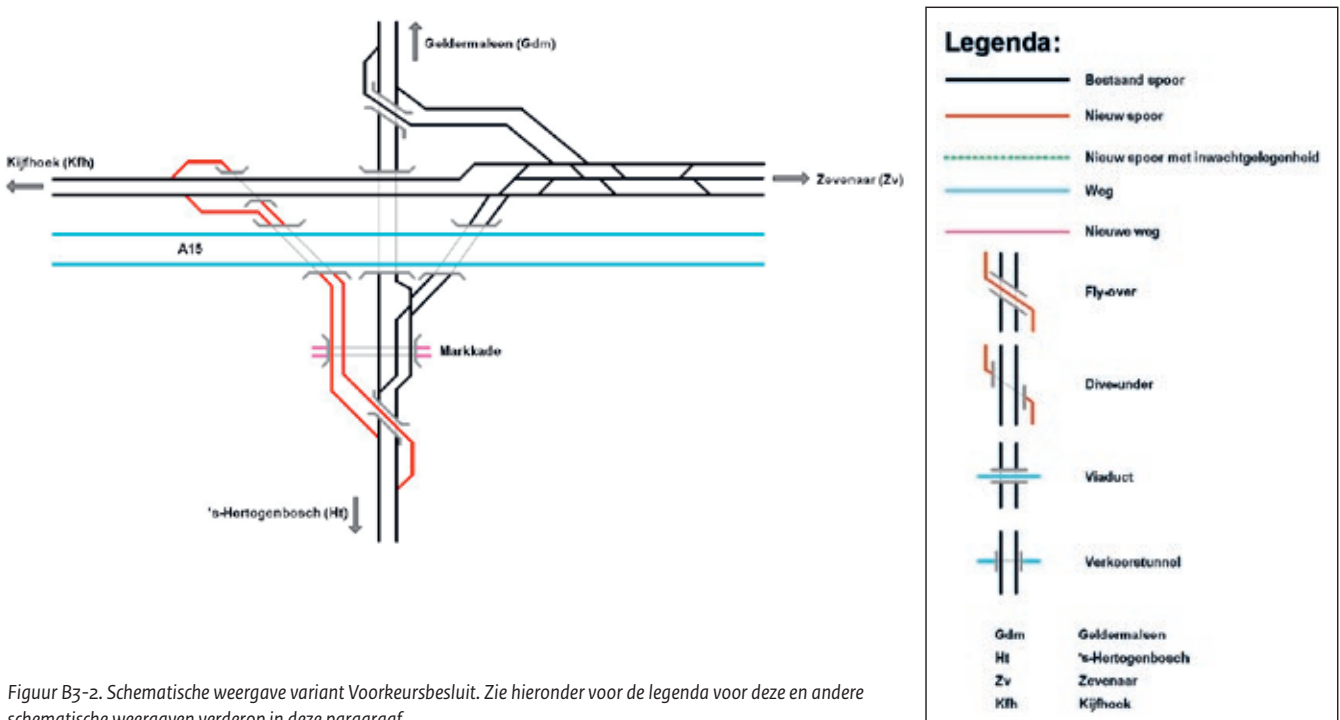 Geldermalsen (Gdm)
Kijfhoek (Kfh)
Zevenaar (Zv)
A15
Markkade
's-Hertogenbosch (Ht)
Figuur B3-2. Schematische weergave variant Voorkeursbesluit. Zie hieronder voor de legenda voor deze en andere
schematische weergaven verderop in deze paragraaf.
Legenda:
Bestaand spoor
Nieuw spoor
Nieuw spoor met inwachtgelegenheid
Weg
Nieuwe weg
Fly-over
Dive-under
Viaduct
Verkeerstunnel
Gdm Geldermalsen
Ht 's-Hertogenbosch
Zv Zevenaar
Kfh Kijfhoek